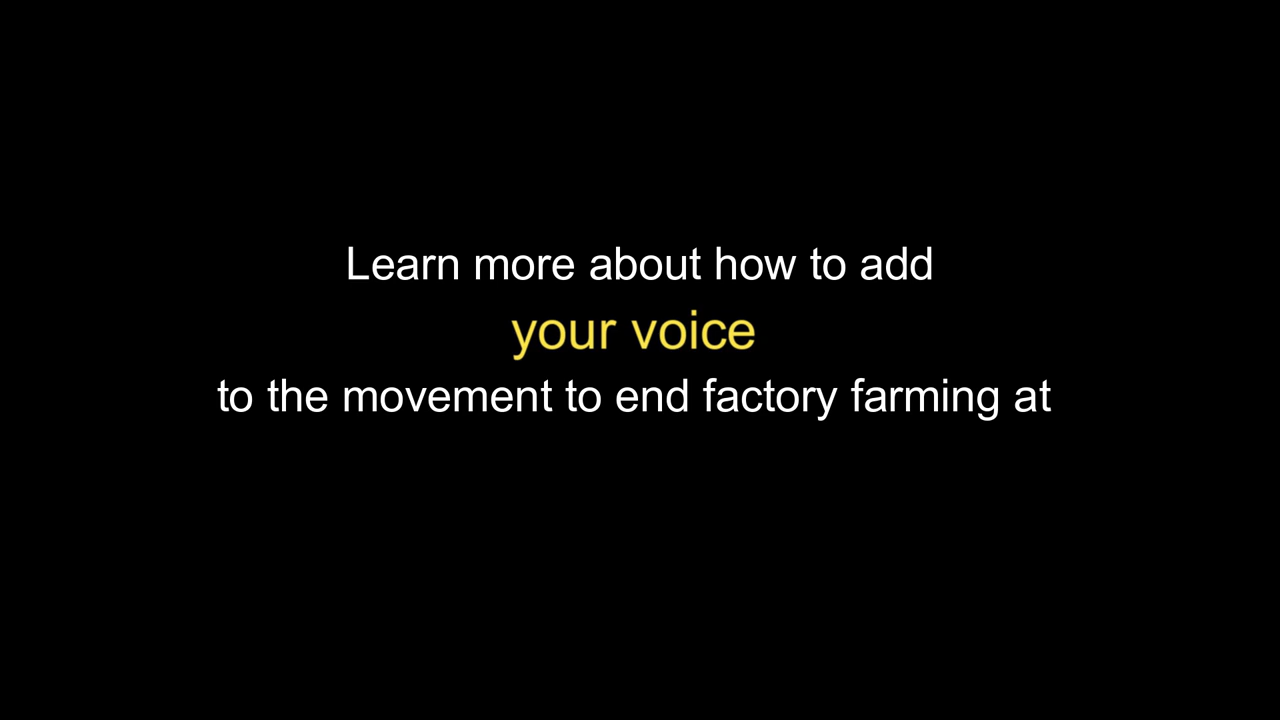 Learn more about how to add
your voice
to the movement to end factory farming at